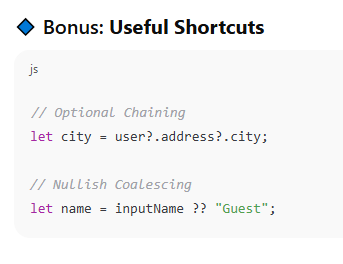 🔷 Bonus: Useful Shortcuts
js
// Optional Chaining
let city = user?.address?.city;
// Nullish Coalescing
let name = inputName ?? "Guest";